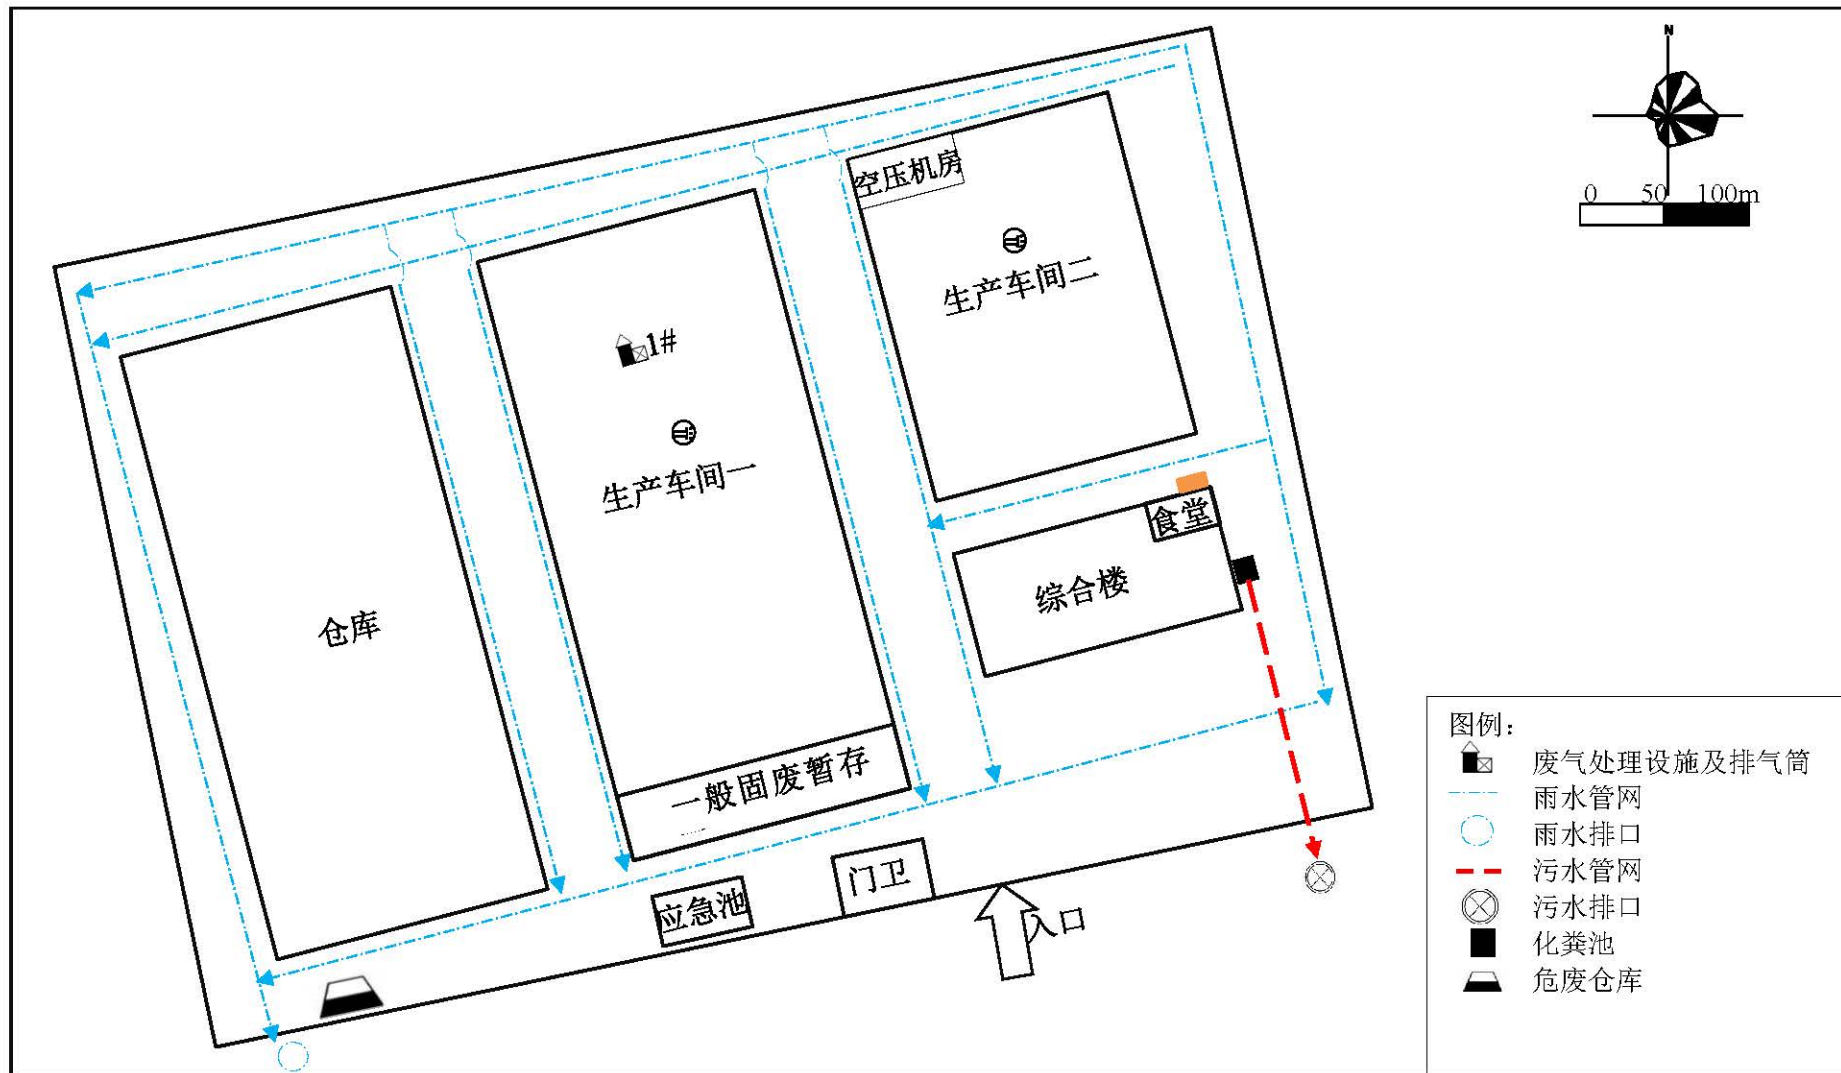 N
0 50 100m
空压机房
生产车间二
1#
生产车间一
食堂
综合楼
仓库
一般固废暂存
门卫
应急池
入口
图例：
废气处理设施及排气筒
雨水管网
雨水排口
污水管网
污水排口
化粪池
危废仓库